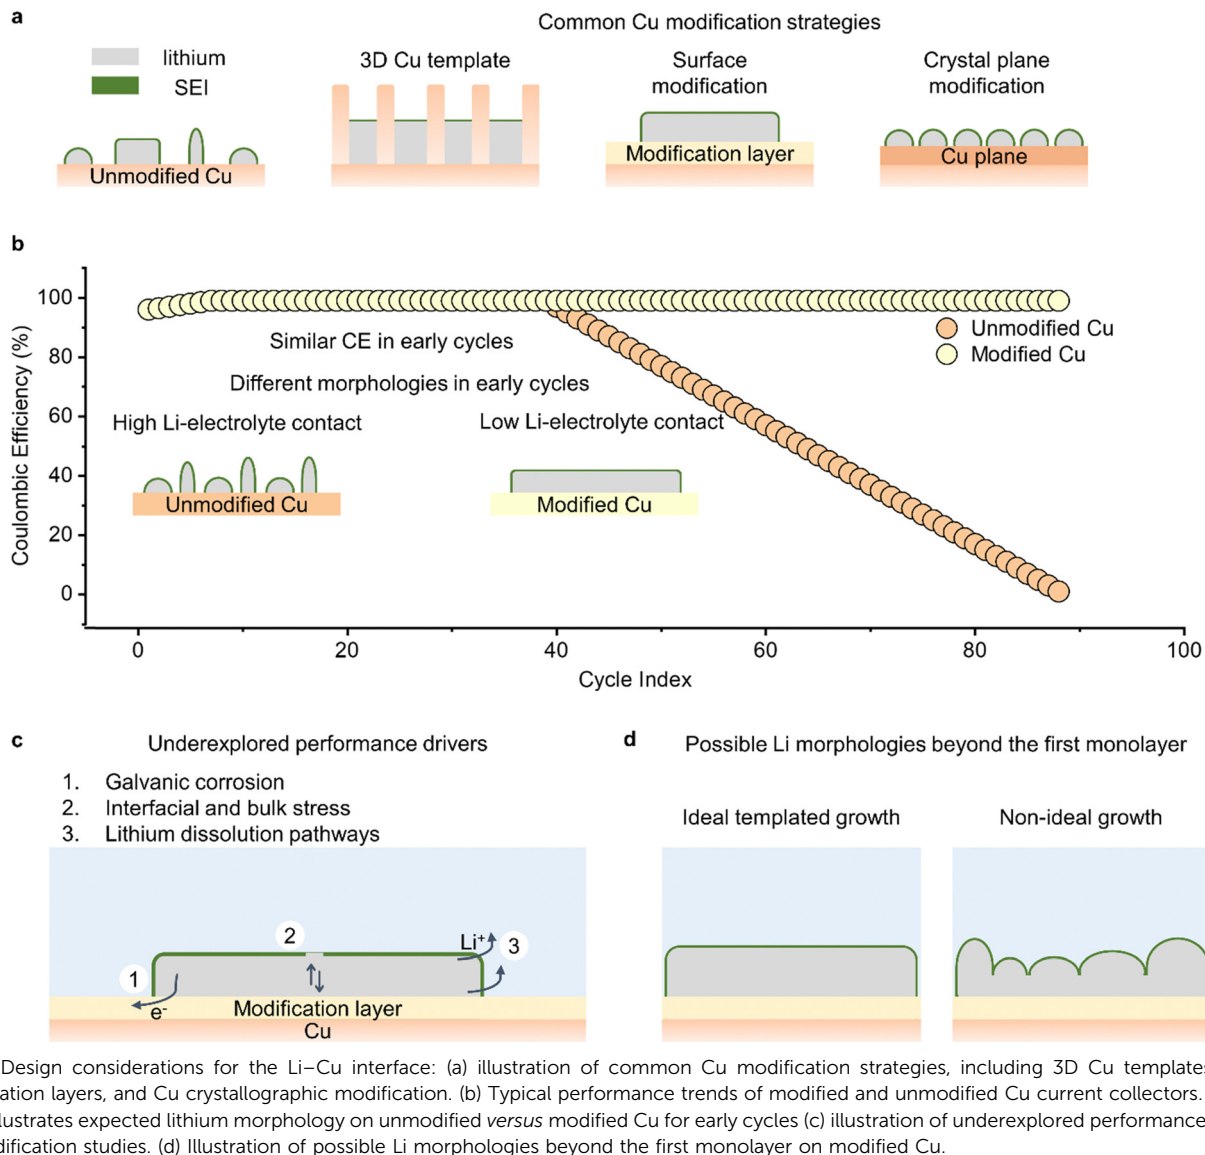 a
Common Cu modification strategies
lithium
SEI
3D Cu template
Surface
modification
Crystal plane
modification
Unmodified Cu
Modification layer
Cu plane
b
Coulombic Efficiency (%)
100
80
60
40
20
0
Similar CE in early cycles
Different morphologies in early cycles
High Li-electrolyte contact
Low Li-electrolyte contact
Unmodified Cu
Modified Cu
Unmodified Cu
Modified Cu
0 20 40 60 80 100
Cycle Index
c
Underexplored performance drivers
1. Galvanic corrosion
2. Interfacial and bulk stress
3. Lithium dissolution pathways
1
2
3
Li⁺
e⁻
Modification layer
Cu
d
Possible Li morphologies beyond the first monolayer
Ideal templated growth
Non-ideal growth
Design considerations for the Li–Cu interface: (a) illustration of common Cu modification strategies, including 3D Cu templates
ation layers, and Cu crystallographic modification. (b) Typical performance trends of modified and unmodified Cu current collectors.
lustrates expected lithium morphology on unmodified versus modified Cu for early cycles (c) illustration of underexplored performance
dification studies. (d) Illustration of possible Li morphologies beyond the first monolayer on modified Cu.